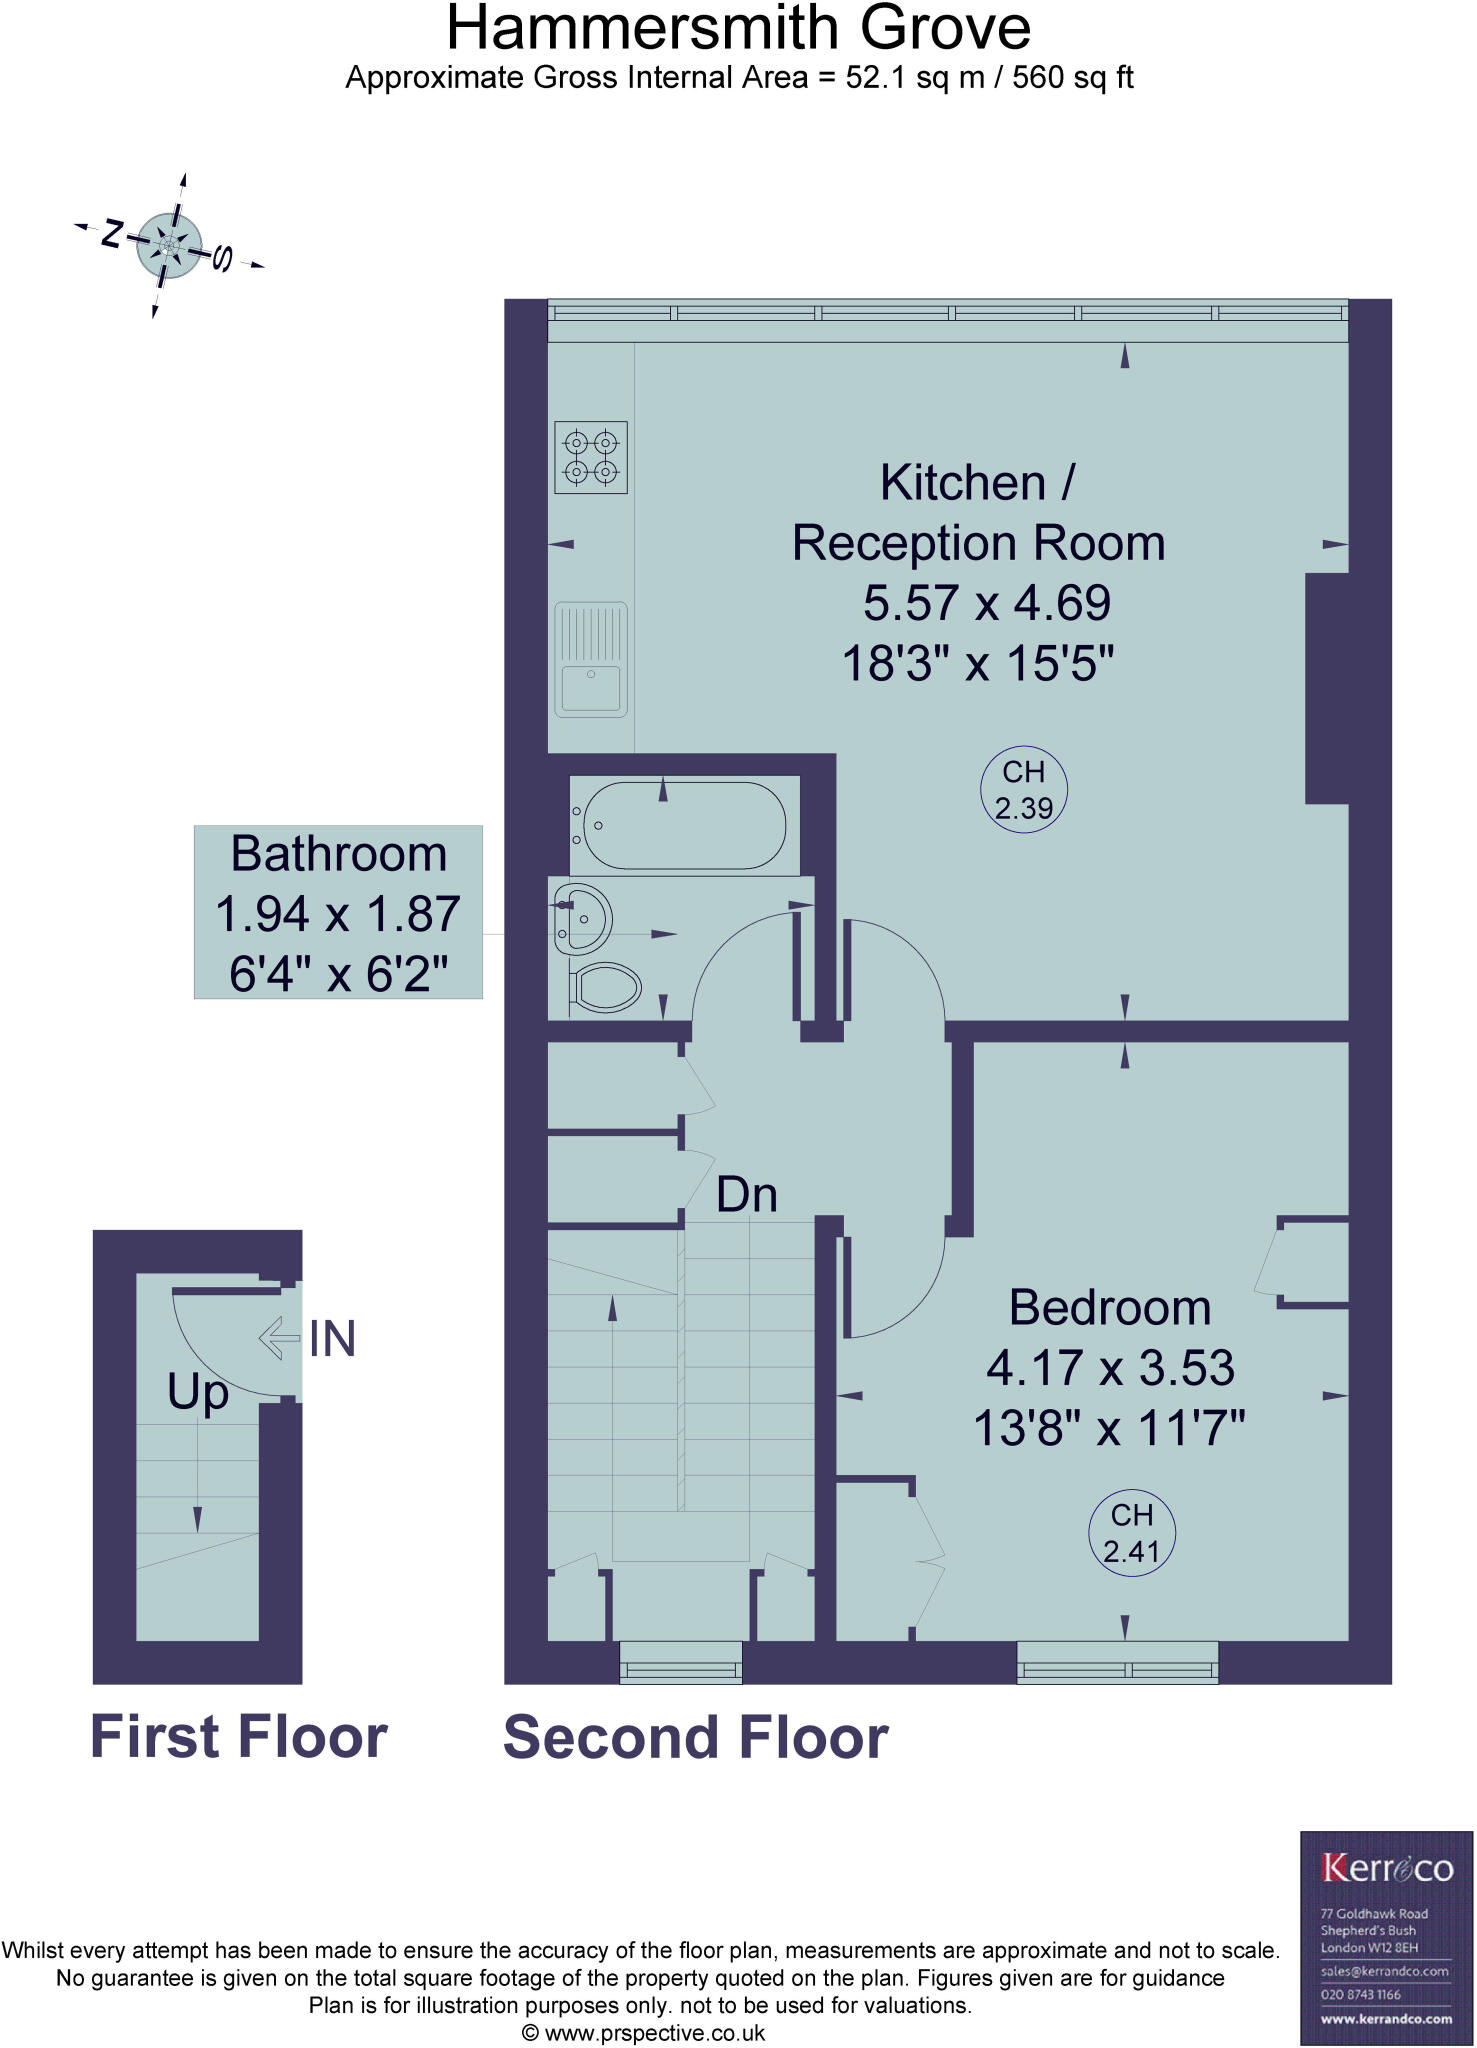 Hammersmith Grove
Approximate Gross Internal Area = 52.1 sq m / 560 sq ft
N
S
Kitchen /
Reception Room
5.57 x 4.69
18'3" x 15'5"
CH
2.39
Bathroom
1.94 x 1.87
6'4" x 6'2"
Dn
Bedroom
4.17 x 3.53
13'8" x 11'7"
CH
2.41
IN
Up
First Floor
Second Floor
Kerr&co
77 Goldhawk Road
Shepherd's Bush
London W12 8EH
sales@kerrandco.com
020 8743 1166
www.kerrandco.com
Whilst every attempt has been made to ensure the accuracy of the floor plan, measurements are approximate and not to scale.
No guarantee is given on the total square footage of the property quoted on the plan. Figures given are for guidance
Plan is for illustration purposes only. not to be used for valuations.
© www.prspective.co.uk